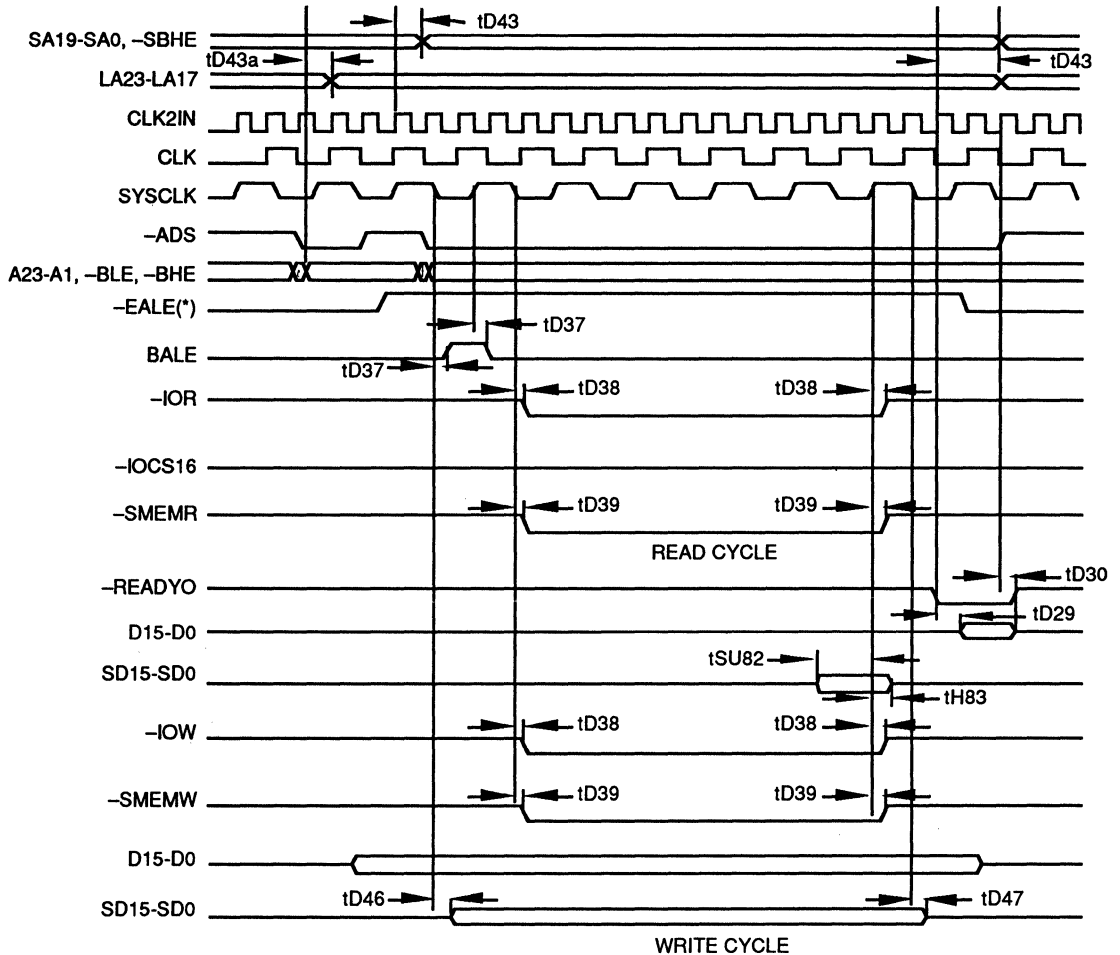 tD43
SA19-SA0, –SBHE
tD43a
tD43
LA23-LA17
CLK2IN
CLK
SYSCLK
–ADS
A23-A1, –BLE, –BHE
–EALE(*)
tD37
BALE
tD37
tD38
tD38
–IOR
–IOCS16
tD39
tD39
–SMEMR
READ CYCLE
tD30
–READYO
tD29
D15-D0
tSU82
SD15-SD0
tH83
tD38
tD38
–IOW
tD39
tD39
–SMEMW
D15-D0
tD46
tD47
SD15-SD0
WRITE CYCLE